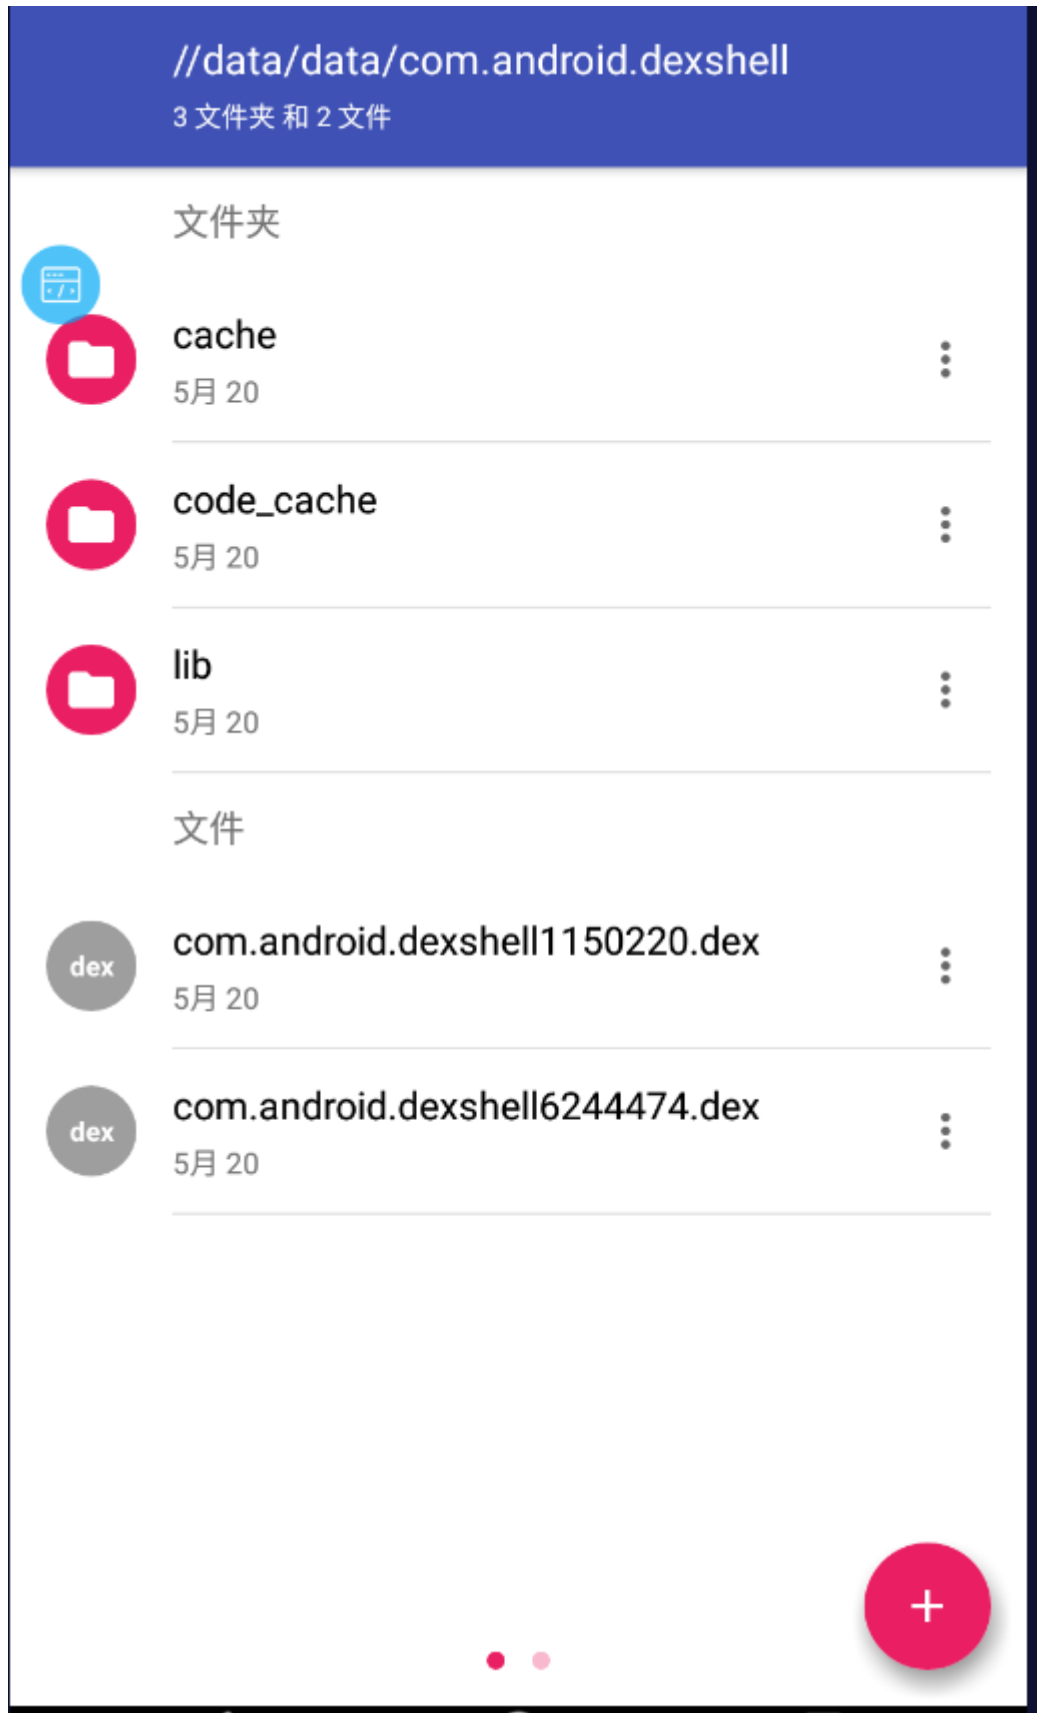 //data/data/com.android.dexshell
3 文件夹 和 2 文件
文件夹
cache
5月 20
code_cache
5月 20
lib
5月 20
文件
dex
com.android.dexshell1150220.dex
5月 20
dex
com.android.dexshell6244474.dex
5月 20